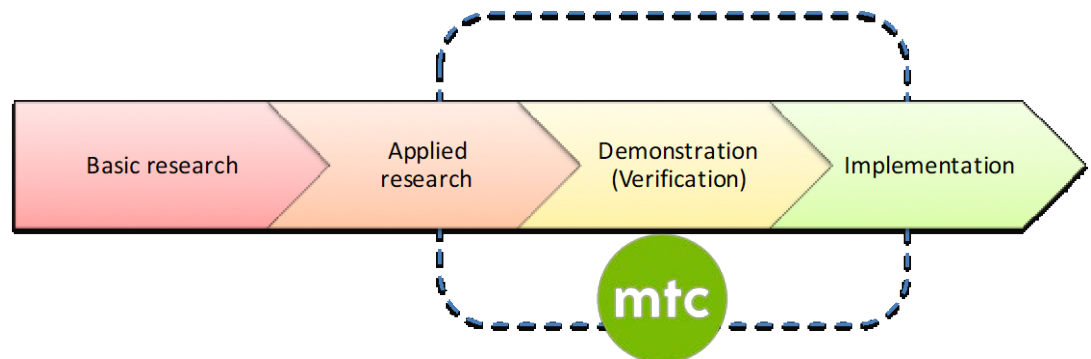 Basic research
Applied
research
Demonstration
(Verification)
Implementation
mtc